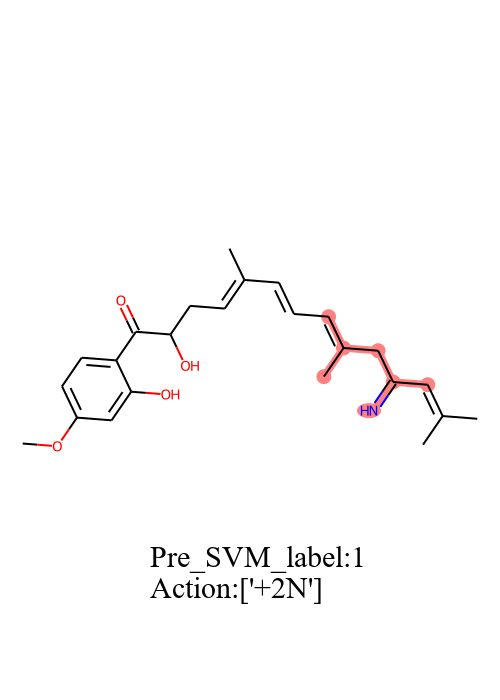 O
OH
OH
O
HN
Pre_SVM_label:1
Action:['+2N']